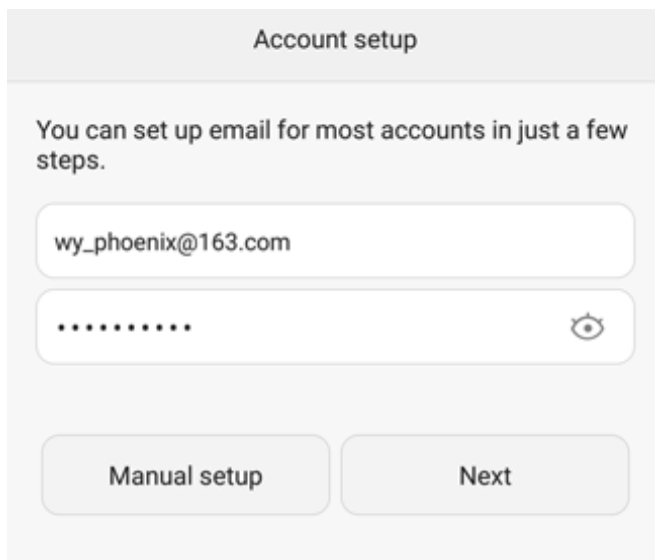 Account setup
You can set up email for most accounts in just a few
steps.
wy_phoenix@163.com
••••••••••
Manual setup
Next